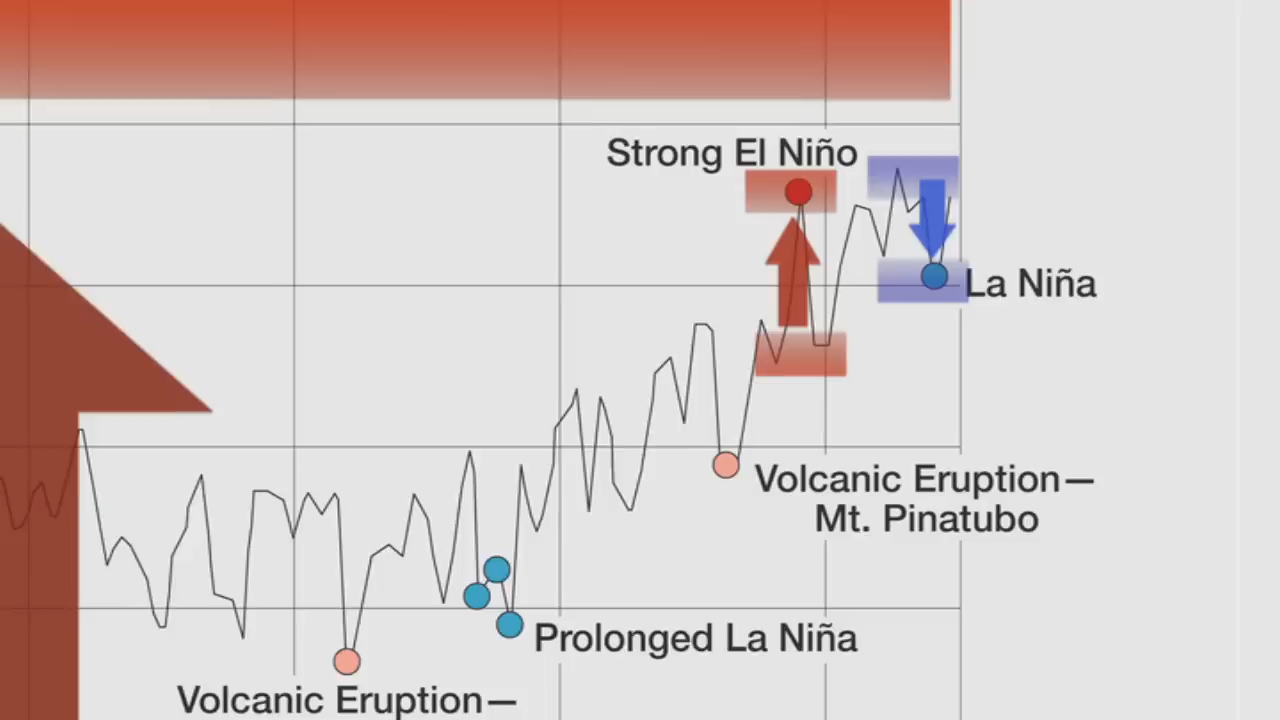 Strong El Niño
La Niña
Volcanic Eruption—
Mt. Pinatubo
Prolonged La Niña
Volcanic Eruption—